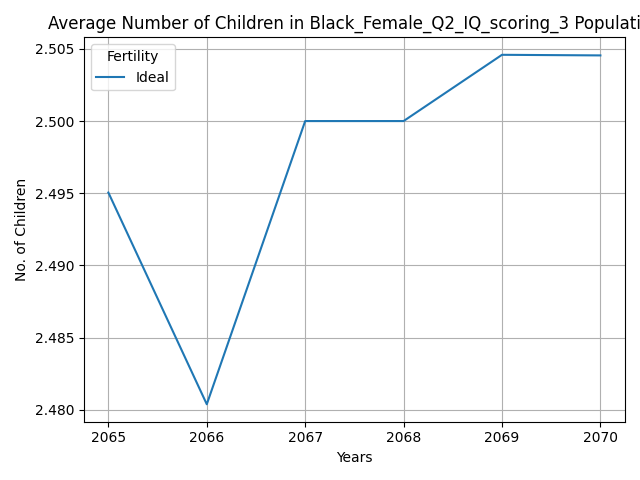 Average Number of Children in Black_Female_Q2_IQ_scoring_3 Populati
Fertility
Ideal
2.505
2.500
2.495
2.490
2.485
2.480
No. of Children
2065 2066 2067 2068 2069 2070
Years